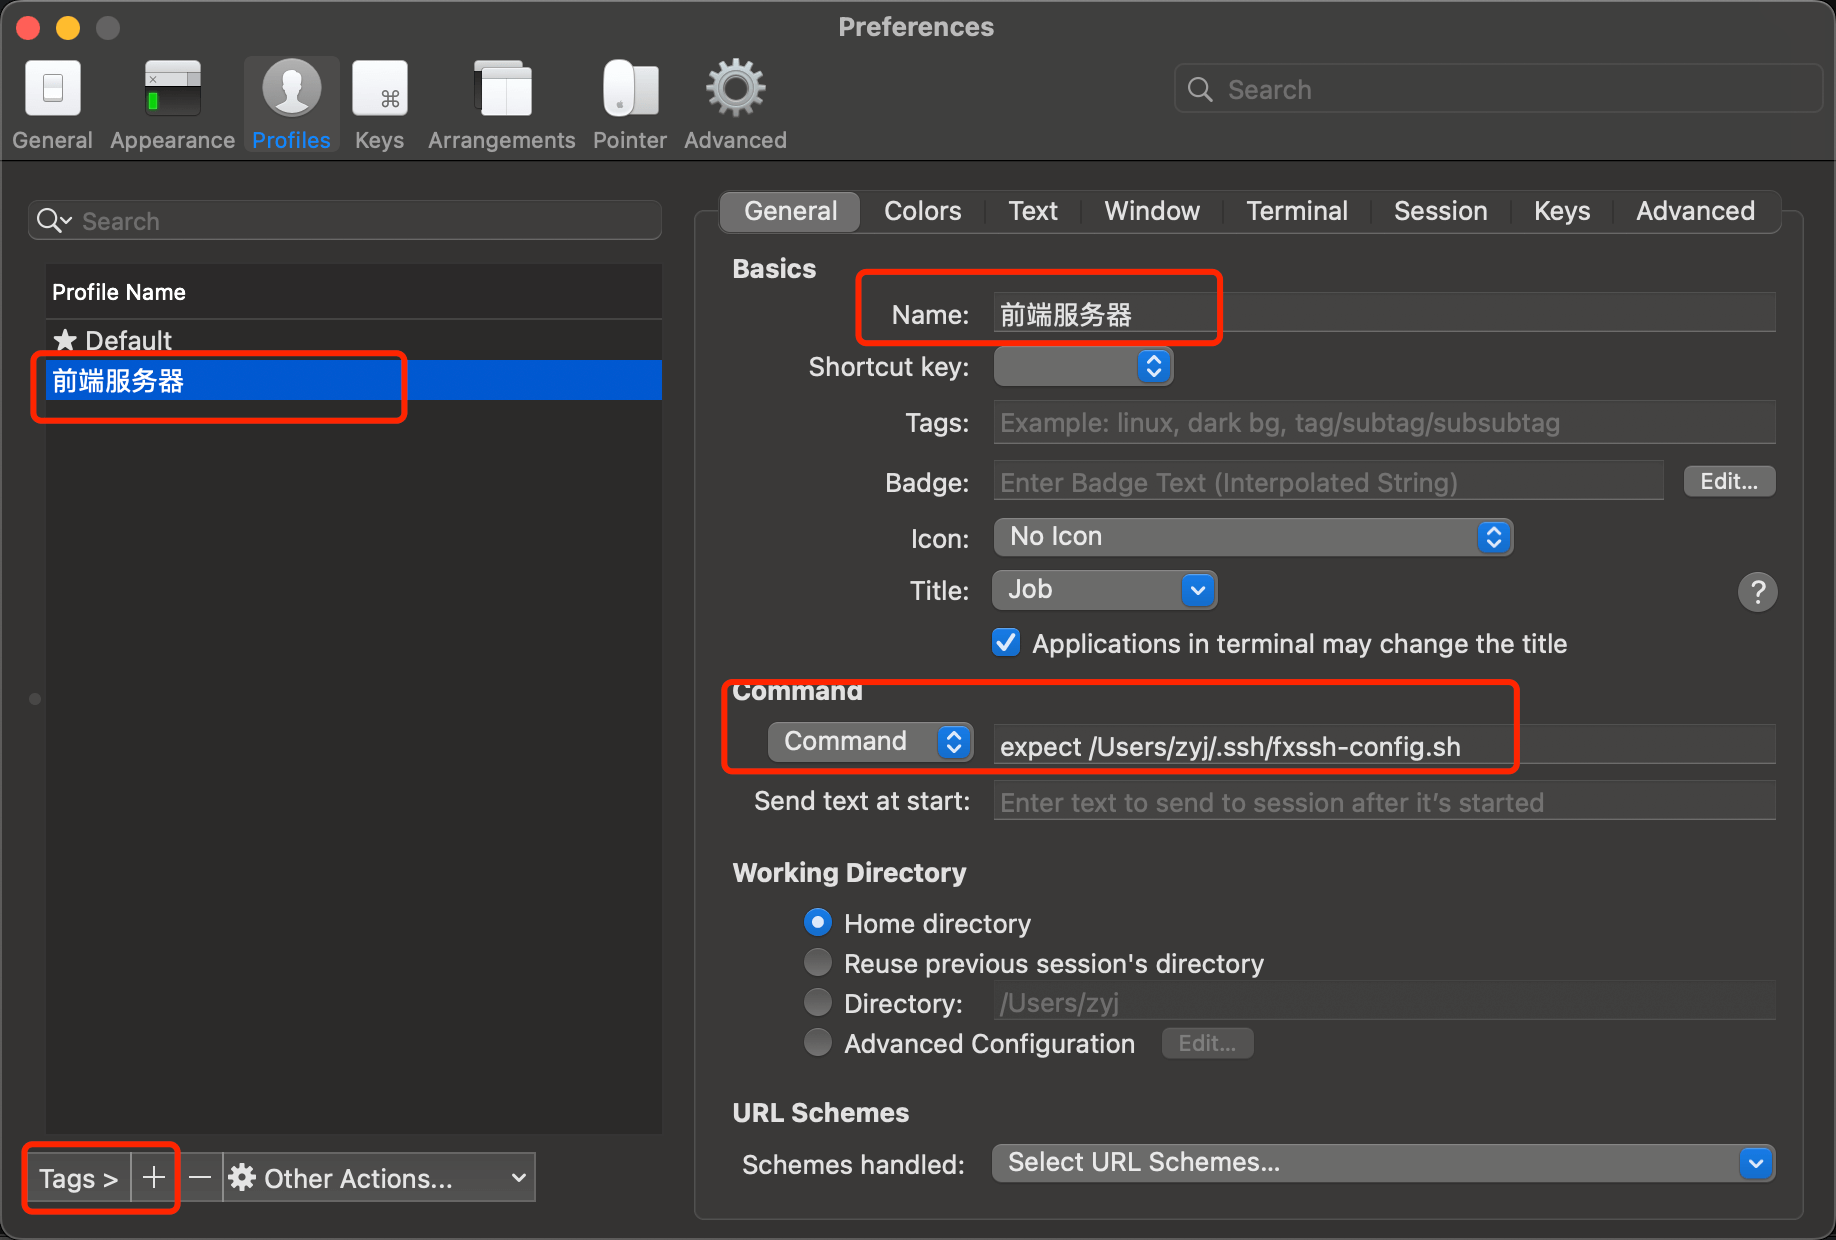 Preferences
General Appearance Profiles Keys Arrangements Pointer Advanced
Search
Search
Profile Name
Default
前端服务器
Tags >
Other Actions...
General Colors Text Window Terminal Session Keys Advanced
Basics
Name: 前端服务器
Shortcut key:
Tags: Example: linux, dark bg, tag/subtag/subsubtag
Badge: Enter Badge Text (Interpolated String) Edit...
Icon: No Icon
Title: Job ?
Applications in terminal may change the title
Command
Command expect /Users/zyj/.ssh/fxssh-config.sh
Send text at start: Enter text to send to session after it’s started
Working Directory
Home directory
Reuse previous session's directory
Directory: /Users/zyj
Advanced Configuration Edit...
URL Schemes
Schemes handled: Select URL Schemes...